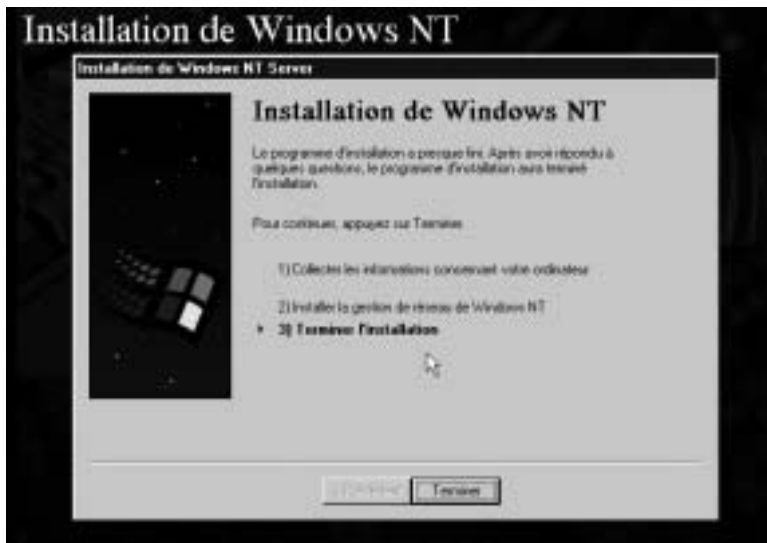 Installation de Windows NT
Installation de Windows NT Server
Installation de Windows NT
Le programme d'installation a presque fini. Après avoir répondu à
quelques questions, le programme d'installation aura terminé
l'installation.
Pour continuer, appuyez sur Terminer.
1) Collecter les informations concernant votre ordinateur
2) Installer la gestion de réseau de Windows NT
3) Terminer l'installation
Terminer